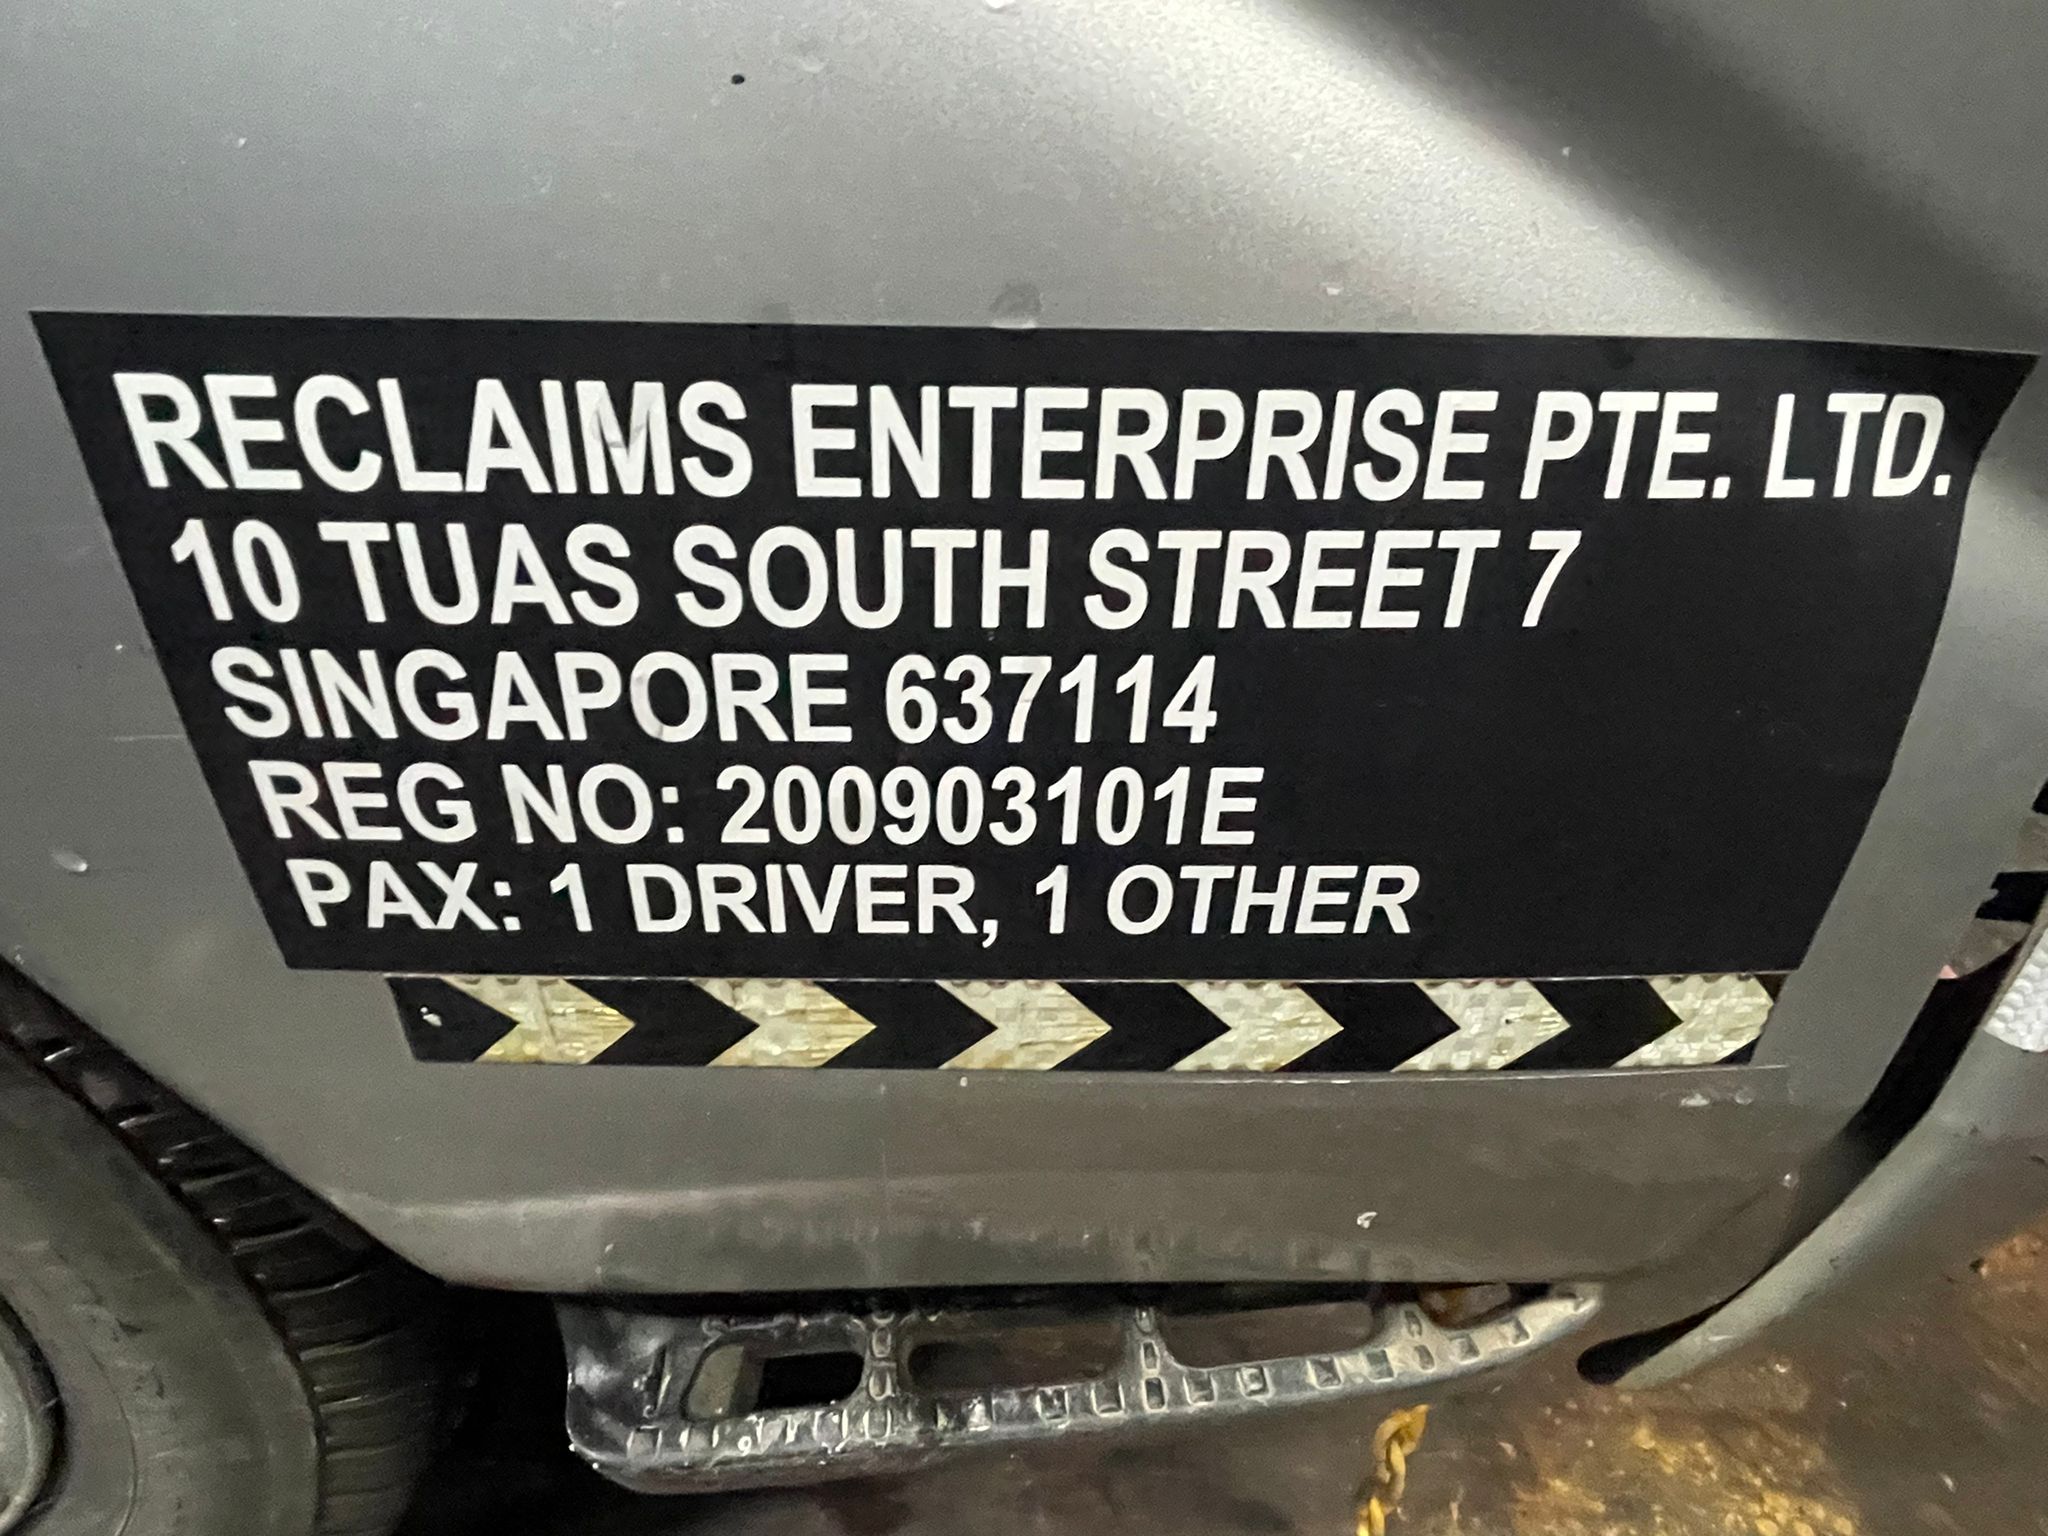 RECLAIMS ENTERPRISE PTE. LTD.
10 TUAS SOUTH STREET 7
SINGAPORE 637114
REG NO: 200903101E
PAX: 1 DRIVER, 1 OTHER